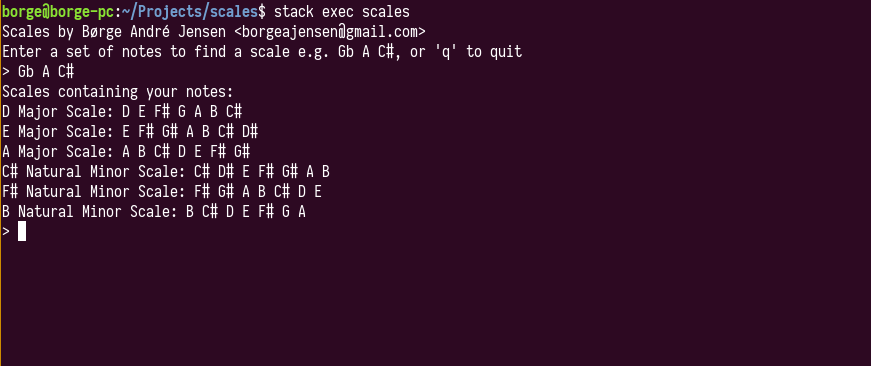 borge@borge-pc:~/Projects/scales$ stack exec scales
Scales by Børge André Jensen <borgeajensen@gmail.com>
Enter a set of notes to find a scale e.g. Gb A C#, or 'q' to quit
> Gb A C#
Scales containing your notes:
D Major Scale: D E F# G A B C#
E Major Scale: E F# G# A B C# D#
A Major Scale: A B C# D E F# G#
C# Natural Minor Scale: C# D# E F# G# A B
F# Natural Minor Scale: F# G# A B C# D E
B Natural Minor Scale: B C# D E F# G A
>